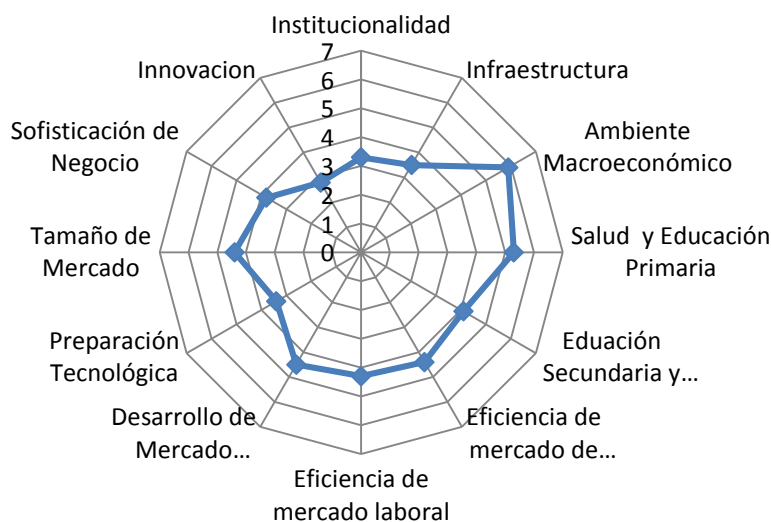 Institucionalidad
Infraestructura
Ambiente
Macroeconómico
Salud y Educación
Primaria
Eduación
Secundaria y...
Eficiencia de
mercado de...
Eficiencia de
mercado laboral
Desarrollo de
Mercado...
Preparación
Tecnológica
Tamaño de
Mercado
Sofisticación de
Negocio
Innovacion
7
6
5
4
3
2
1
0